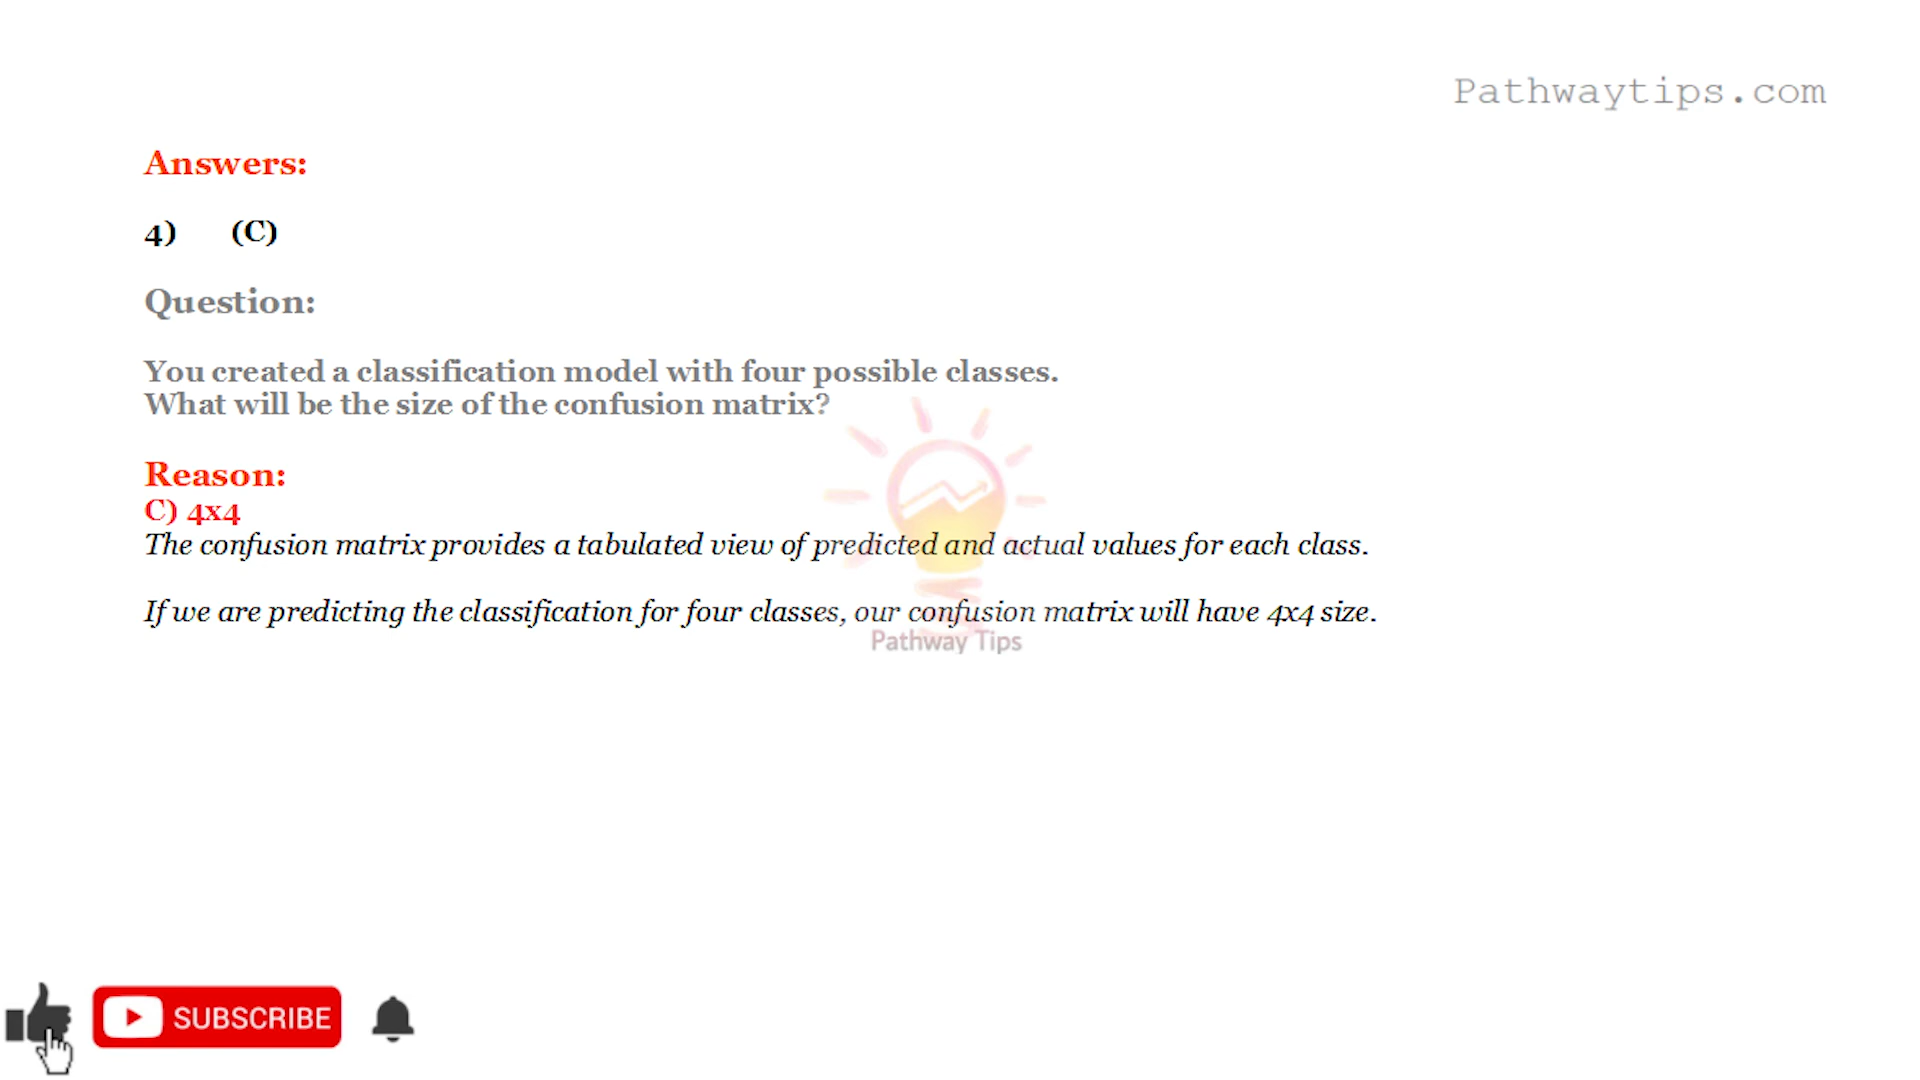 Pathwaytips.com
Answers:
4) (C)
Question:
You created a classification model with four possible classes.
What will be the size of the confusion matrix?
Reason:
C) 4x4
The confusion matrix provides a tabulated view of predicted and actual values for each class.
If we are predicting the classification for four classes, our confusion matrix will have 4x4 size.
Pathway Tips
SUBSCRIBE